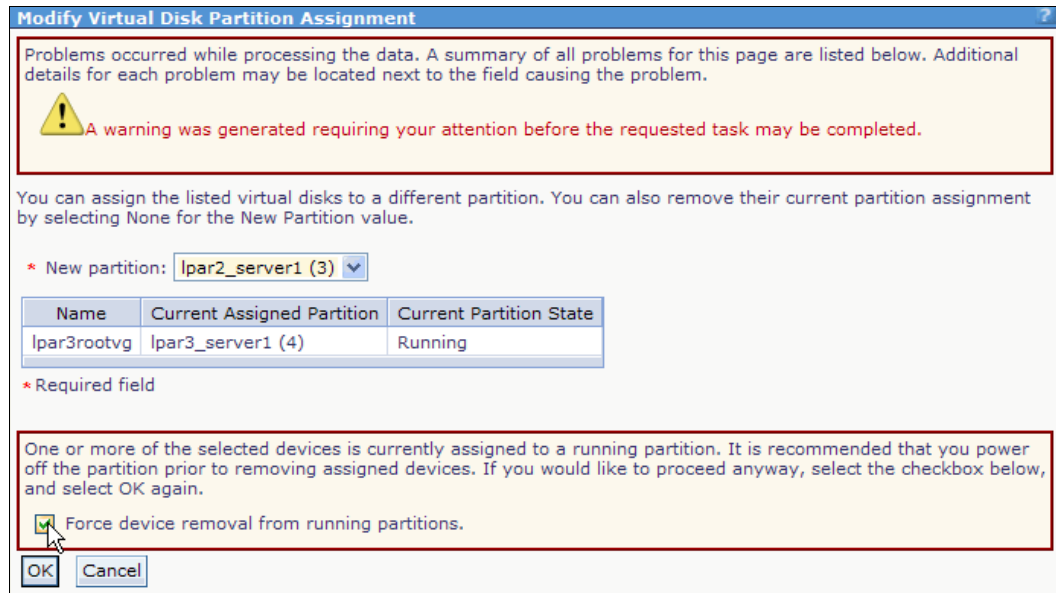 Modify Virtual Disk Partition Assignment ?
Problems occurred while processing the data. A summary of all problems for this page are listed below. Additional
details for each problem may be located next to the field causing the problem.
A warning was generated requiring your attention before the requested task may be completed.
You can assign the listed virtual disks to a different partition. You can also remove their current partition assignment
by selecting None for the New Partition value.
* New partition: lpar2_server1 (3)
Name Current Assigned Partition Current Partition State
lpar3rootvg lpar3_server1 (4) Running
* Required field
One or more of the selected devices is currently assigned to a running partition. It is recommended that you power
off the partition prior to removing assigned devices. If you would like to proceed anyway, select the checkbox below,
and select OK again.
Force device removal from running partitions.
OK Cancel